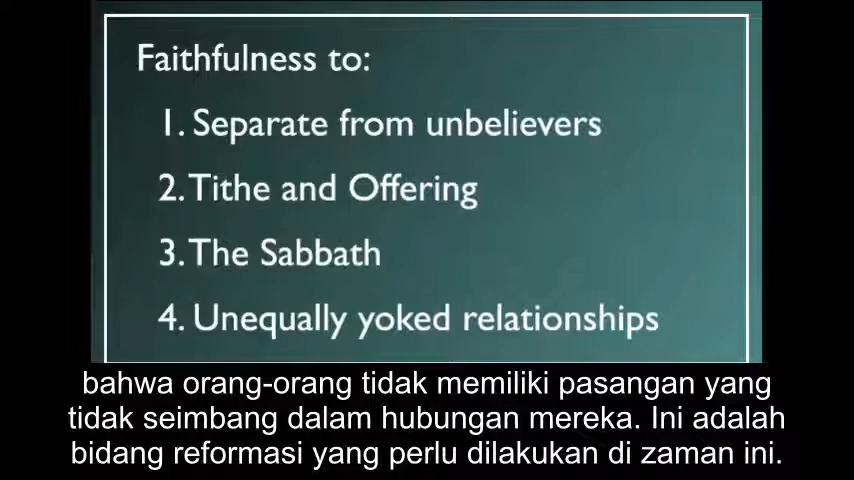 Faithfulness to:
1. Separate from unbelievers
2. Tithe and Offering
3. The Sabbath
4. Unequally yoked relationships
bahwa orang-orang tidak memiliki pasangan yang
tidak seimbang dalam hubungan mereka. Ini adalah
bidang reformasi yang perlu dilakukan di zaman ini.